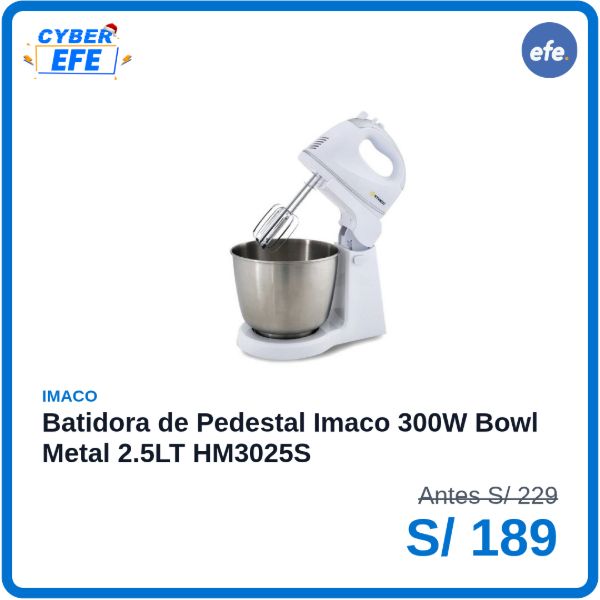 CYBER
EFE
efe.
IMACO
Batidora de Pedestal Imaco 300W Bowl
Metal 2.5LT HM3025S
Antes S/ 229
S/ 189